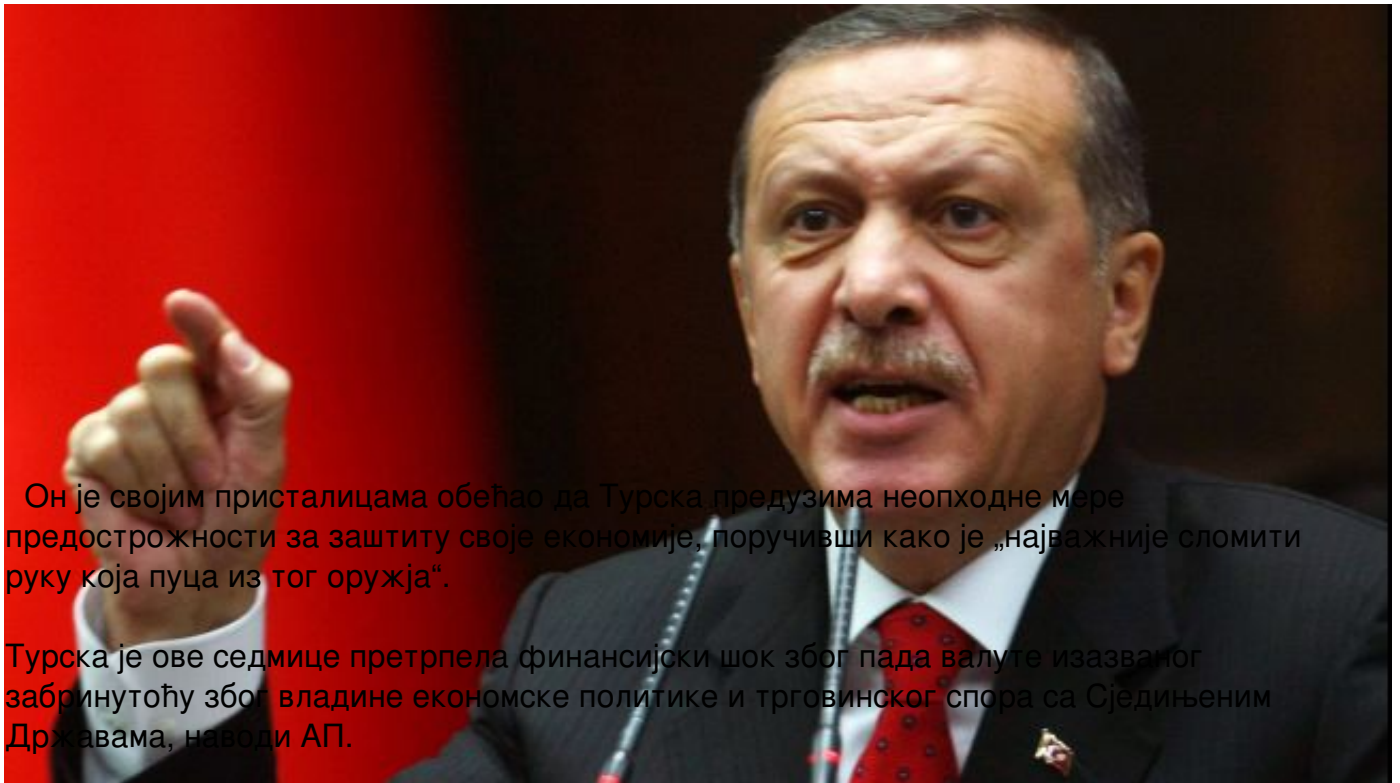 Он је својим присталицама обећао да Турска предузима неопходне мере
предострожности за заштиту своје економије, поручивши како је „најважније сломити
руку која пуца из тог оружја“.
Турска је ове седмице претрпела финансијски шок због пада валуте изазваног
забринутоћу због владине економске политике и трговинског спора са Сједињеним
Државама, наводи АП.